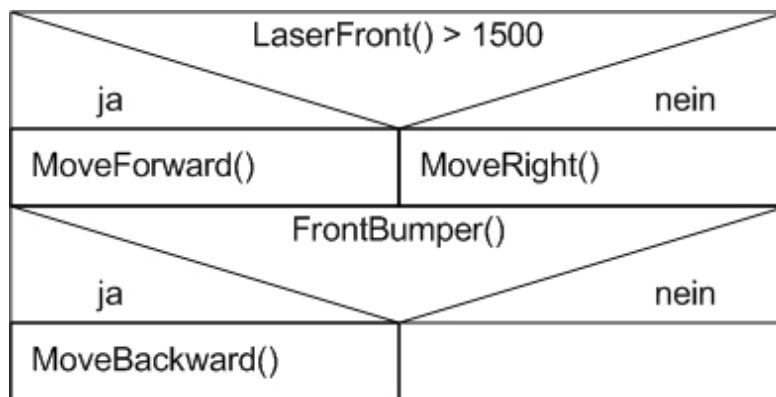 LaserFront() > 1500
ja nein
MoveForward() MoveRight()
FrontBumper()
ja nein
MoveBackward()